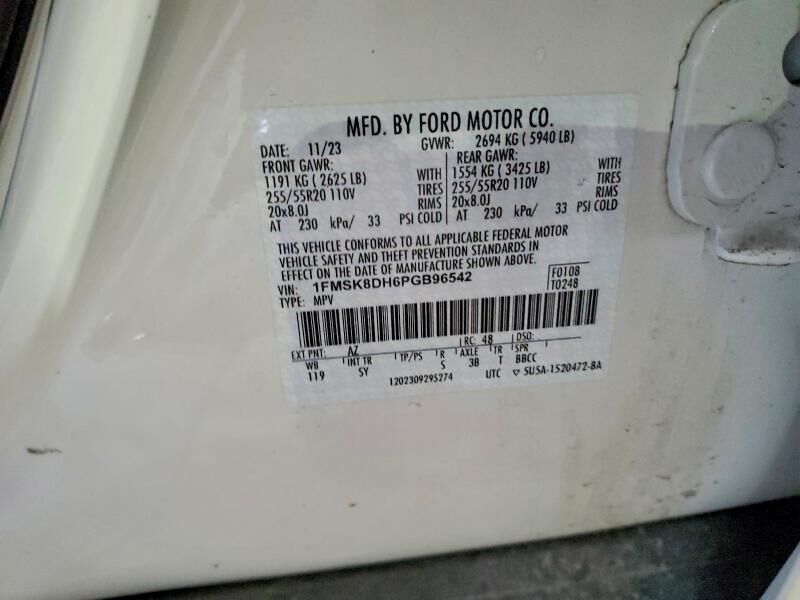 MFD. BY FORD MOTOR CO.
DATE: 11/23 GVWR: 2694 KG ( 5940 LB)
FRONT GAWR: REAR GAWR:
1191 KG ( 2625 LB) WITH 1554 KG ( 3425 LB) WITH
255/55R20 110V TIRES 255/55R20 110V TIRES
20x8.0J RIMS 20x8.0J RIMS
AT 230 kPa/ 33 PSI COLD AT 230 kPa/ 33 PSI COLD
THIS VEHICLE CONFORMS TO ALL APPLICABLE FEDERAL MOTOR
VEHICLE SAFETY AND THEFT PREVENTION STANDARDS IN
EFFECT ON THE DATE OF MANUFACTURE SHOWN ABOVE.
VIN: 1FMSK8DH6PGB96542 F0108
TYPE: MPV T0248
EXT PNT: AZ RC: 48 DSO:
WB INT TR TP/PS R AXLE TR SPR
119 SY S 3B T BBCC
1202309295274 UTC ▽ 5U5A-1520472-BA